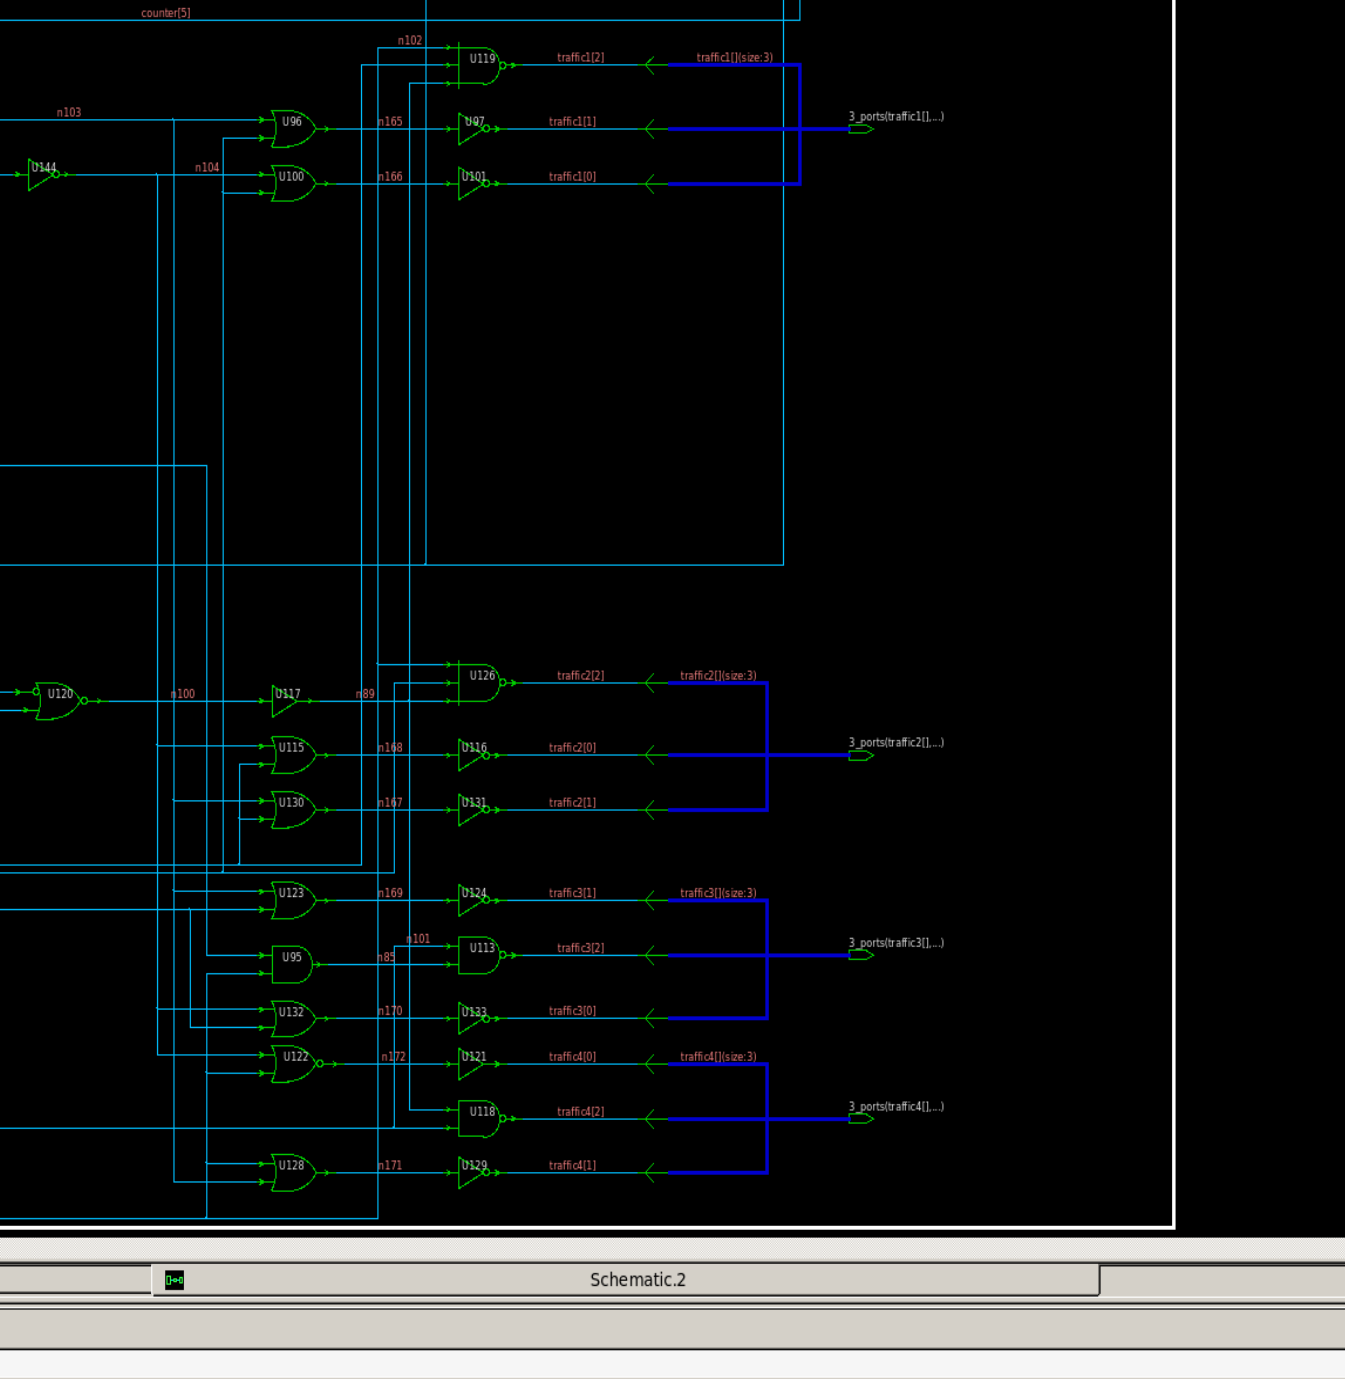 counter[5]
n102
U119
traffic1[2]
traffic1[](size:3)
n103
U96
n165
U97
traffic1[1]
3_ports(traffic1[],...)
U144
n104
U100
n166
U101
traffic1[0]
U126
traffic2[2]
traffic2[](size:3)
U120
n100
U117
n89
U115
n168
U116
traffic2[0]
3_ports(traffic2[],...)
U130
n167
U131
traffic2[1]
U123
n169
U124
traffic3[1]
traffic3[](size:3)
n101
U95
n85
U113
traffic3[2]
3_ports(traffic3[],...)
U132
n170
U133
traffic3[0]
U122
n172
U121
traffic4[0]
traffic4[](size:3)
U118
traffic4[2]
3_ports(traffic4[],...)
U128
n171
U129
traffic4[1]
Schematic.2